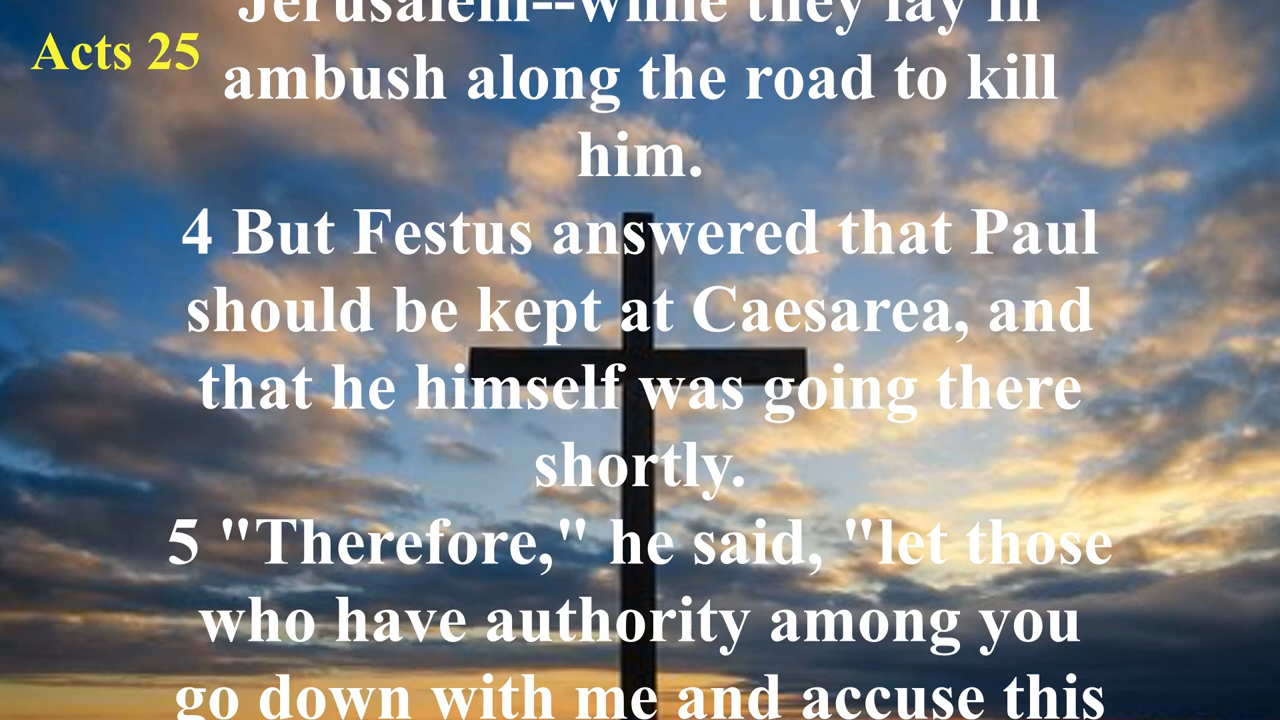 Acts 25
Jerusalem--while they lay in
ambush along the road to kill
him.
4 But Festus answered that Paul
should be kept at Caesarea, and
that he himself was going there
shortly.
5 "Therefore," he said, "let those
who have authority among you
go down with me and accuse this